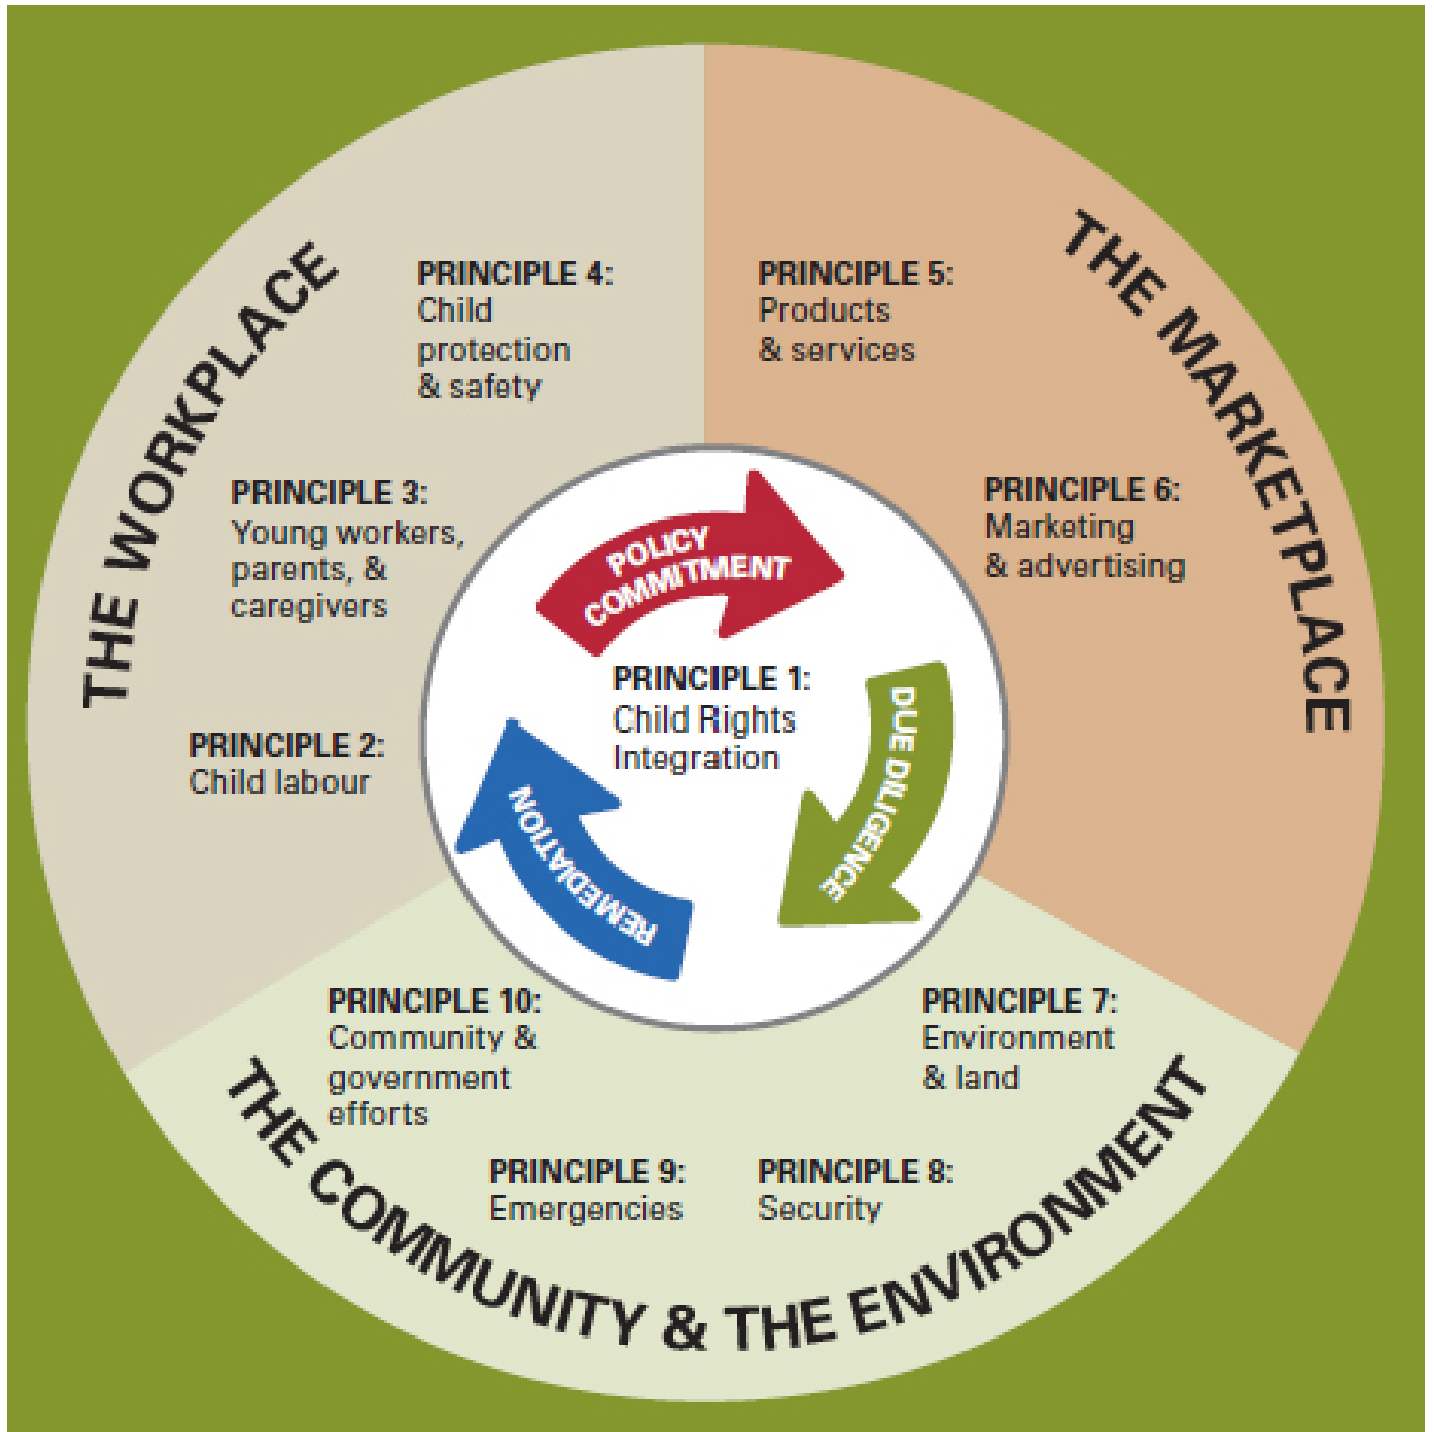 THE WORKPLACE
PRINCIPLE 4:
Child
protection
& safety
PRINCIPLE 3:
Young workers,
parents, &
caregivers
PRINCIPLE 2:
Child labour
THE MARKETPLACE
PRINCIPLE 5:
Products
& services
PRINCIPLE 6:
Marketing
& advertising
POLICY
COMMITMENT
PRINCIPLE 1:
Child Rights
Integration
DUE DILIGENCE
REMEDIATION
PRINCIPLE 10:
Community &
government
efforts
PRINCIPLE 7:
Environment
& land
PRINCIPLE 9:
Emergencies
PRINCIPLE 8:
Security
THE COMMUNITY & THE ENVIRONMENT